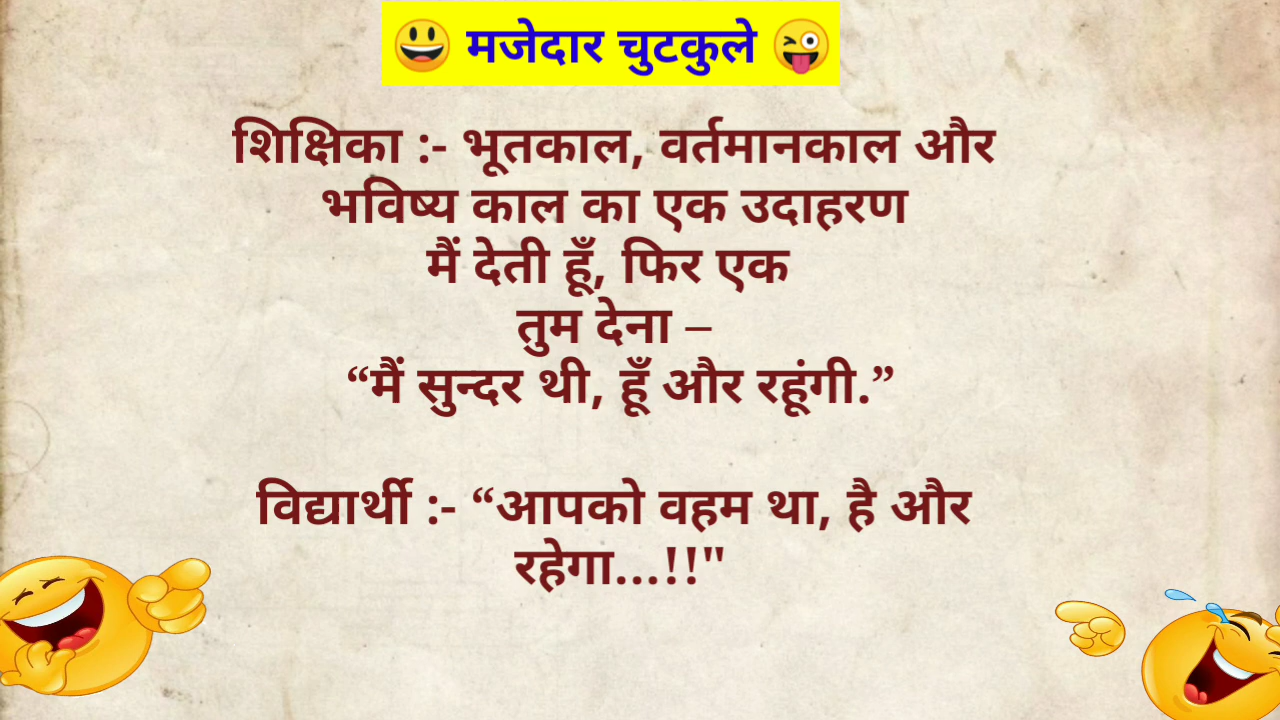 😃 मजेदार चुटकुले 😜
शिक्षिका :- भूतकाल, वर्तमानकाल और
भविष्य काल का एक उदाहरण
मैं देती हूँ, फिर एक
तुम देना –
“मैं सुन्दर थी, हूँ और रहूंगी.”
विद्यार्थी :- “आपको वहम था, है और
रहेगा...!!"